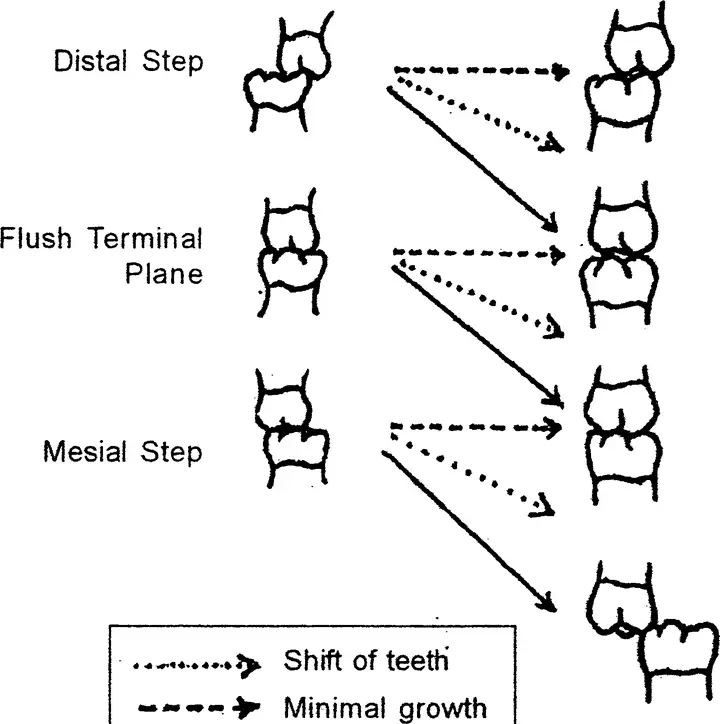 Distal Step
Flush Terminal
Plane
Mesial Step
Shift of teeth
Minimal growth